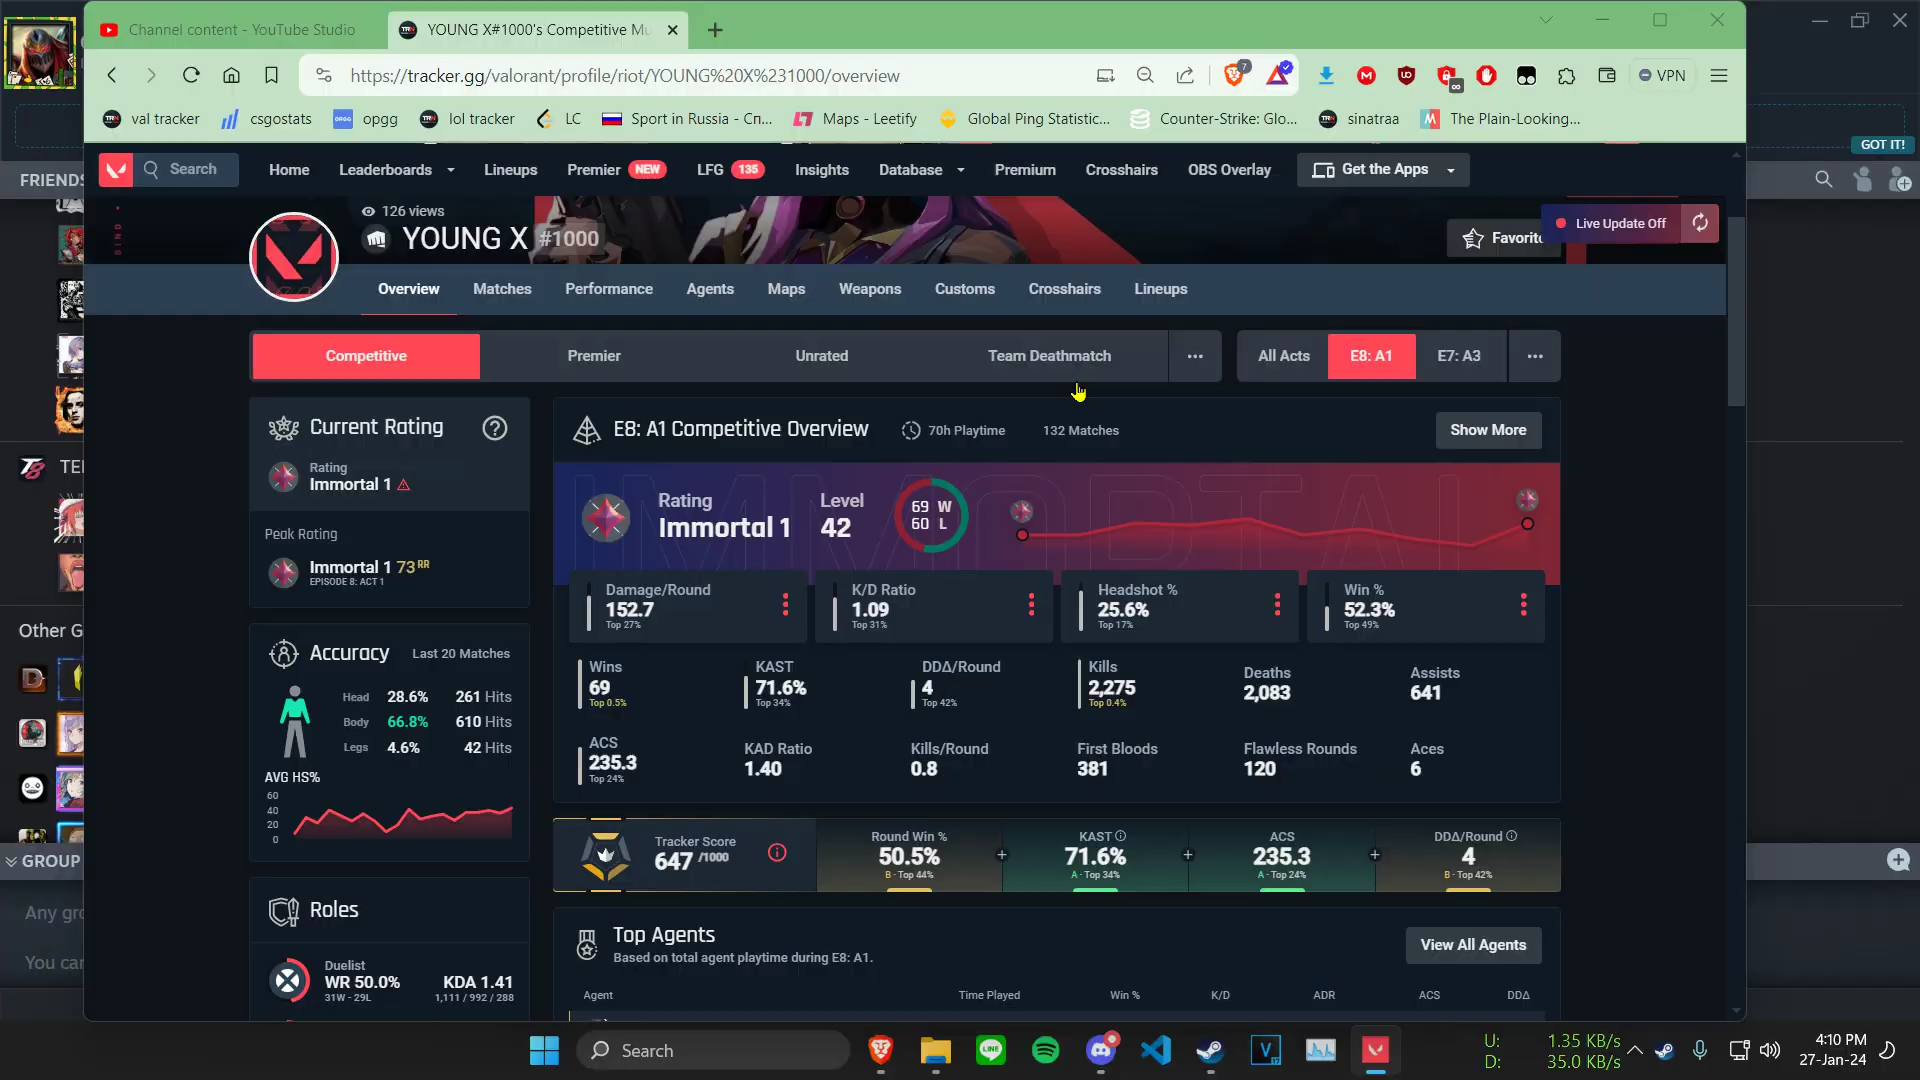 Channel content - YouTube Studio
YOUNG X#1000's Competitive Mu
https://tracker.gg/valorant/profile/riot/YOUNG%20X%231000/overview
7
VPN
val tracker
csgostats
opgg
lol tracker
LC
Sport in Russia - Сп...
Maps - Leetify
Global Ping Statistic...
Counter-Strike: Glo...
sinatraa
The Plain-Looking...
GOT IT!
FRIENDS
Search
Home
Leaderboards
Lineups
Premier NEW
LFG 135
Insights
Database
Premium
Crosshairs
OBS Overlay
Get the Apps
BIND
126 views
YOUNG X #1000
Favorite
Live Update Off
Overview
Matches
Performance
Agents
Maps
Weapons
Customs
Crosshairs
Lineups
Competitive
Premier
Unrated
Team Deathmatch
All Acts
E8: A1
E7: A3
Current Rating
Rating
Immortal 1
Peak Rating
Immortal 1 73RR
EPISODE 8: ACT 1
E8: A1 Competitive Overview
70h Playtime
132 Matches
Show More
IMMORTAL
Rating
Immortal 1
Level
42
69 W
60 L
Damage/Round
152.7
Top 27%
K/D Ratio
1.09
Top 31%
Headshot %
25.6%
Top 17%
Win %
52.3%
Top 49%
Wins
69
Top 0.5%
KAST
71.6%
Top 34%
DDΔ/Round
4
Top 42%
Kills
2,275
Top 0.4%
Deaths
2,083
Assists
641
ACS
235.3
Top 24%
KAD Ratio
1.40
Kills/Round
0.8
First Bloods
381
Flawless Rounds
120
Aces
6
Accuracy
Last 20 Matches
Head 28.6% 261 Hits
Body 66.8% 610 Hits
Legs 4.6% 42 Hits
AVG HS%
60
40
20
0
Tracker Score
647 /1000
Round Win %
50.5%
B - Top 44%
KAST
71.6%
A - Top 34%
ACS
235.3
A - Top 24%
DDΔ/Round
4
B - Top 42%
Roles
Duelist
WR 50.0%
31W - 29L
KDA 1.41
1,111 / 992 / 288
Top Agents
Based on total agent playtime during E8: A1.
View All Agents
Agent
Time Played
Win %
K/D
ADR
ACS
DDΔ
TE
Other G
GROUP
Any gr
You can
Search
LINE
U: 1.35 KB/s
D: 35.0 KB/s
4:10 PM
27-Jan-24